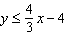 y ≤ 4/3 x − 4